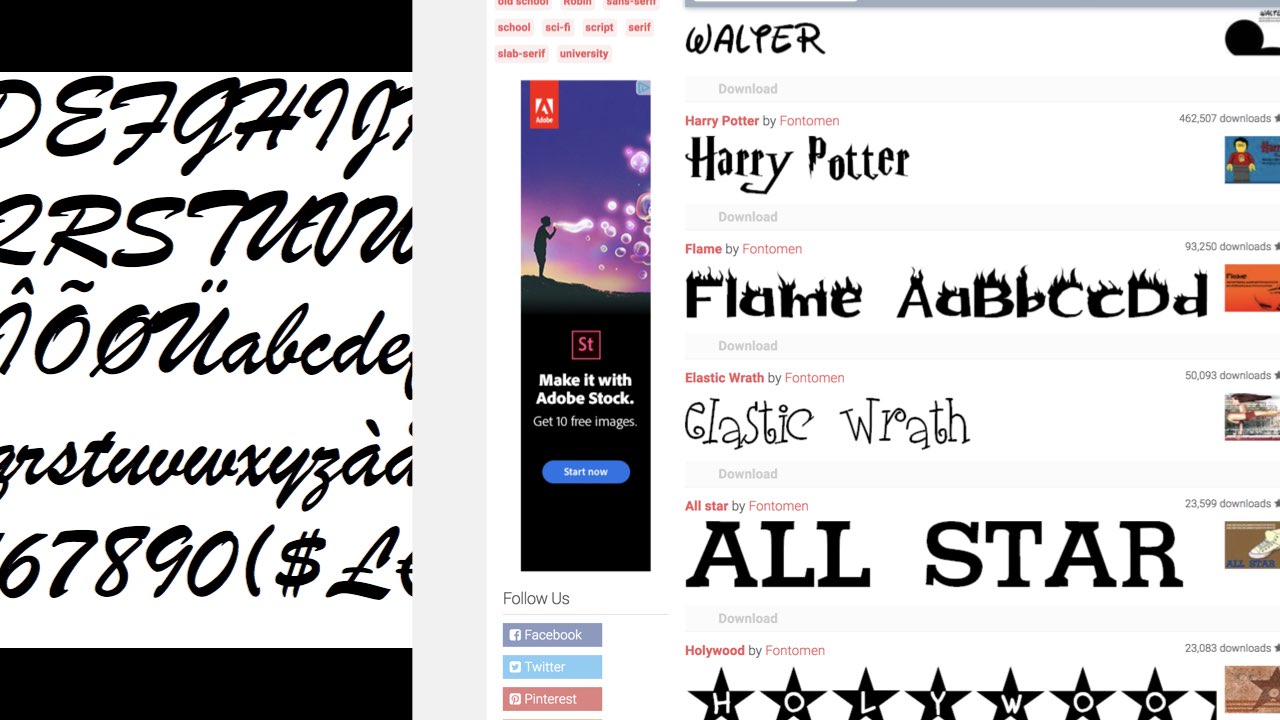 DEFGHIJ
QRSTUVW
ÎÕØÜabcdef
qrstuvwxyzàå
67890($£€
old school Robin sans-serif
school sci-fi script serif
slab-serif university
Adobe
St
Make it with
Adobe Stock.
Get 10 free images.
Start now
Follow Us
Facebook
Twitter
Pinterest
WALTER
Download
Harry Potter by Fontomen 462,507 downloads
Harry Potter
Download
Flame by Fontomen 93,250 downloads
Flame AaBbCcDd
Flame
Download
Elastic Wrath by Fontomen 50,093 downloads
Elastic Wrath
Download
All star by Fontomen 23,599 downloads
ALL STAR
ALL STAR
Download
Holywood by Fontomen 23,083 downloads
HOLYWOO